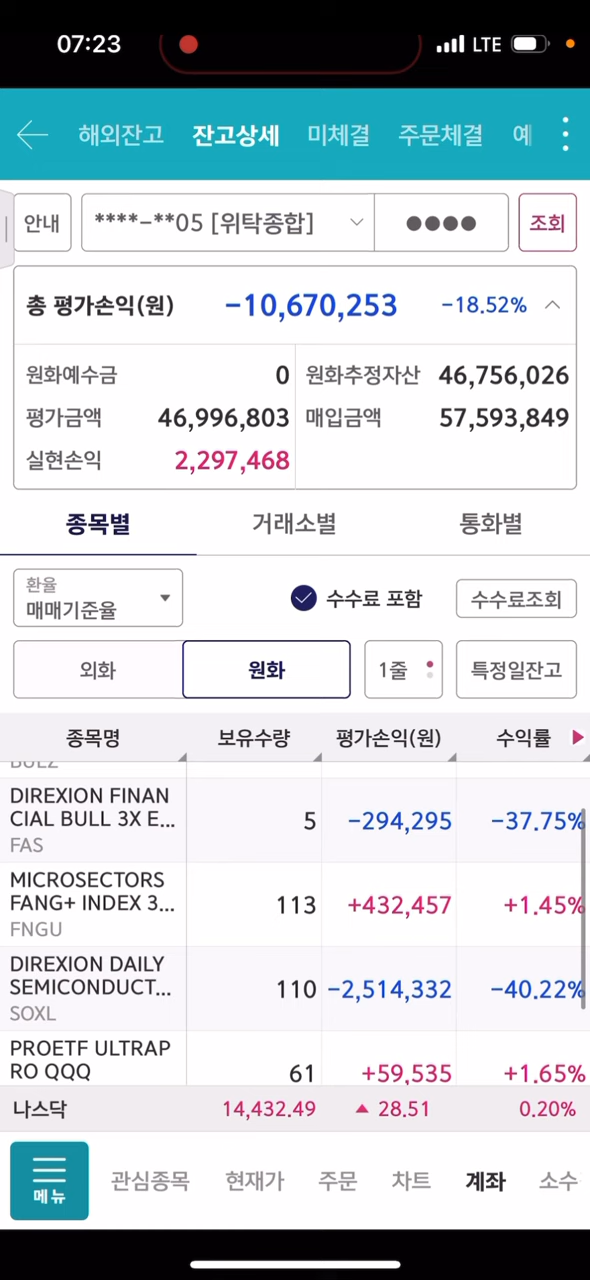 07:23
LTE
해외잔고 잔고상세 미체결 주문체결 예
안내 ****-**05 [위탁종합] ●●●● 조회
총 평가손익(원) -10,670,253 -18.52%
원화예수금 0 원화추정자산 46,756,026
평가금액 46,996,803 매입금액 57,593,849
실현손익 2,297,468
종목별 거래소별 통화별
환율
매매기준율
수수료 포함 수수료조회
외화 원화 1줄 특정일잔고
종목명 보유수량 평가손익(원) 수익률
DIREXION FINAN
CIAL BULL 3X E...
FAS
5 -294,295 -37.75%
MICROSECTORS
FANG+ INDEX 3...
FNGU
113 +432,457 +1.45%
DIREXION DAILY
SEMICONDUCT...
SOXL
110 -2,514,332 -40.22%
PROETF ULTRAP
RO QQQ
61 +59,535 +1.65%
나스닥 14,432.49 ▲ 28.51 0.20%
메뉴 관심종목 현재가 주문 차트 계좌 소수